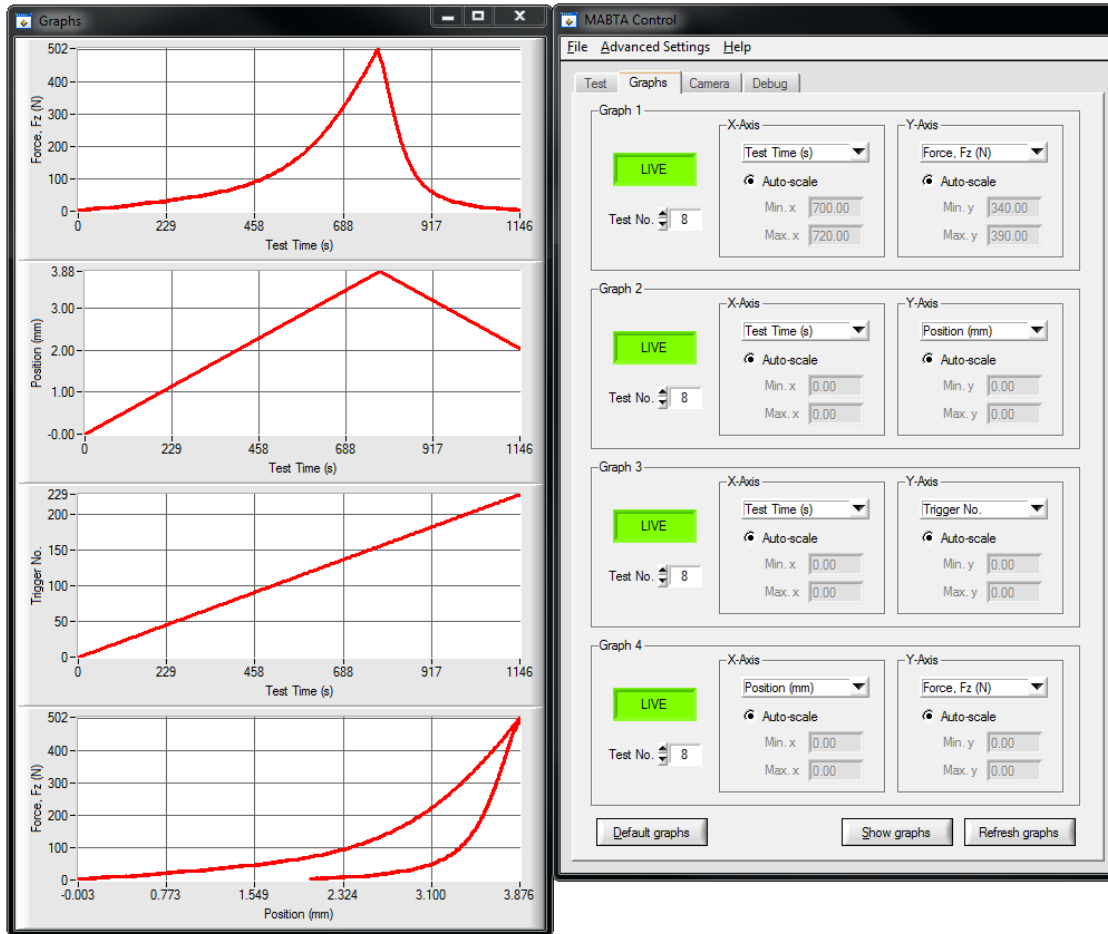 Graphs
502
400
300
200
100
0
Force, Fz (N)
0 229 458 688 917 1146
Test Time (s)
3.88
3.00
2.00
1.00
-0.00
Position (mm)
0 229 458 688 917 1146
Test Time (s)
229
200
150
100
50
0
Trigger No.
0 229 458 688 917 1146
Test Time (s)
502
400
300
200
100
0
Force, Fz (N)
-0.003 0.773 1.549 2.324 3.100 3.876
Position (mm)
MABTA Control
File Advanced Settings Help
Test Graphs Camera Debug
Graph 1
X-Axis Y-Axis
Test Time (s) Force, Fz (N)
LIVE
Auto-scale Auto-scale
Test No. 8
Min. x 700.00 Min. y 340.00
Max. x 720.00 Max. y 390.00
Graph 2
X-Axis Y-Axis
Test Time (s) Position (mm)
LIVE
Auto-scale Auto-scale
Min. x 0.00 Min. y 0.00
Test No. 8
Max. x 0.00 Max. y 0.00
Graph 3
X-Axis Y-Axis
Test Time (s) Trigger No.
LIVE
Auto-scale Auto-scale
Min. x 0.00 Min. y 0.00
Test No. 8
Max. x 0.00 Max. y 0.00
Graph 4
X-Axis Y-Axis
Position (mm) Force, Fz (N)
LIVE
Auto-scale Auto-scale
Min. x 0.00 Min. y 0.00
Test No. 8
Max. x 0.00 Max. y 0.00
Default graphs Show graphs Refresh graphs